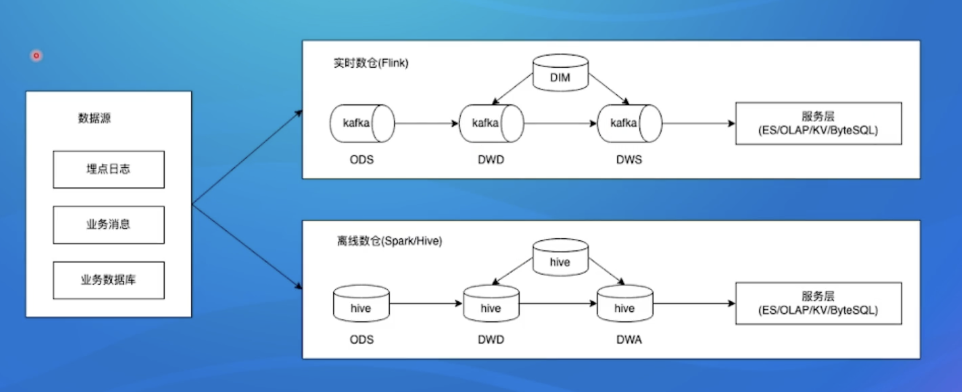 数据源
埋点日志
业务消息
业务数据库
实时数仓(Flink)
DIM
kafka
kafka
kafka
ODS
DWD
DWS
服务层
(ES/OLAP/KV/ByteSQL)
离线数仓(Spark/Hive)
hive
hive
hive
hive
ODS
DWD
DWA
服务层
(ES/OLAP/KV/ByteSQL)